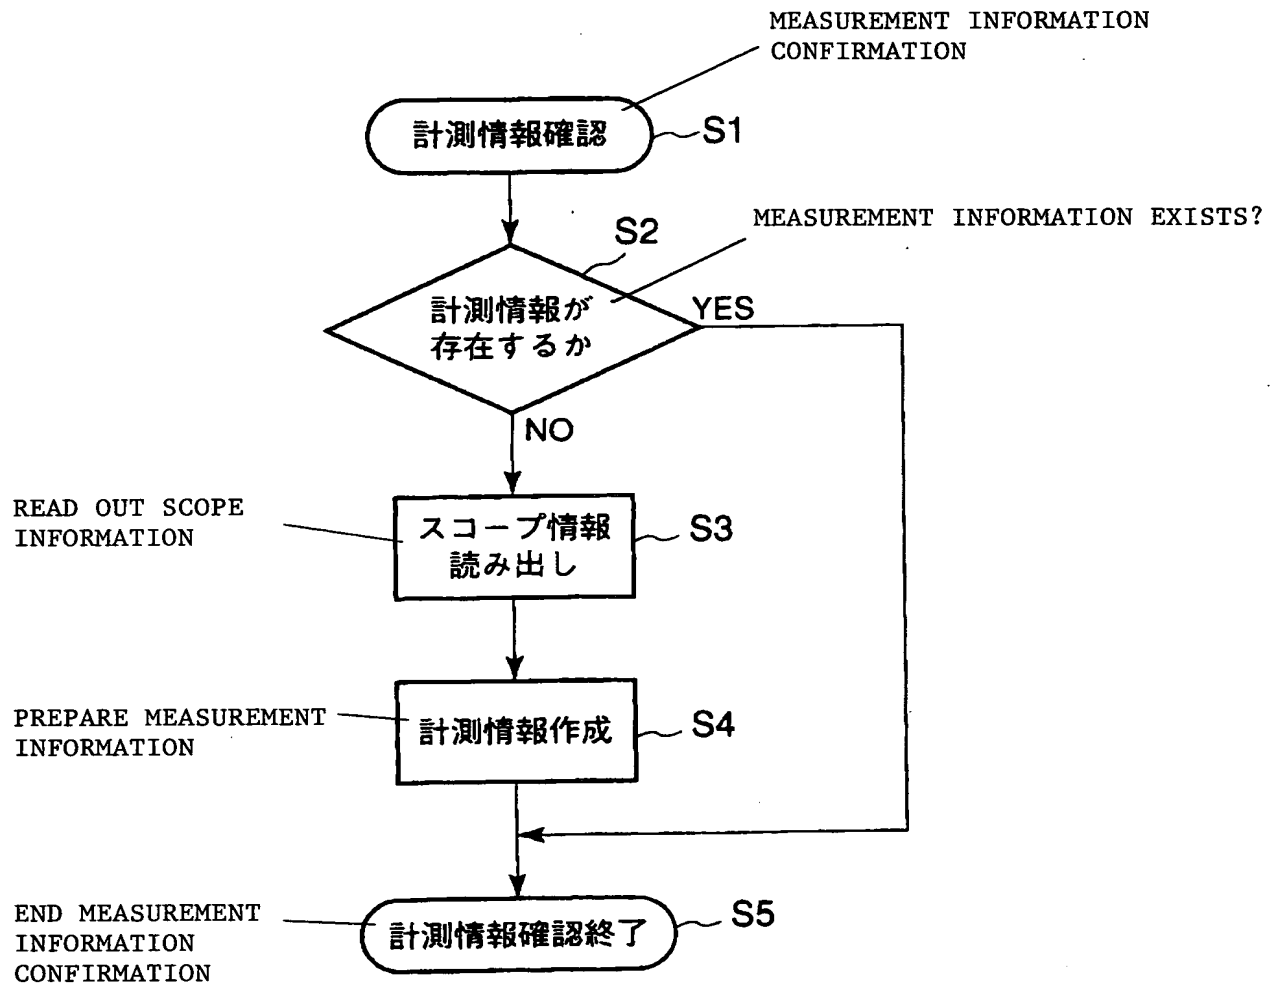 MEASUREMENT INFORMATION
CONFIRMATION
計測情報確認
S1
MEASUREMENT INFORMATION EXISTS?
S2
計測情報が
存在するか
YES
NO
READ OUT SCOPE
INFORMATION
スコープ情報
読み出し
S3
PREPARE MEASUREMENT
INFORMATION
計測情報作成
S4
END MEASUREMENT
INFORMATION
CONFIRMATION
計測情報確認終了
S5